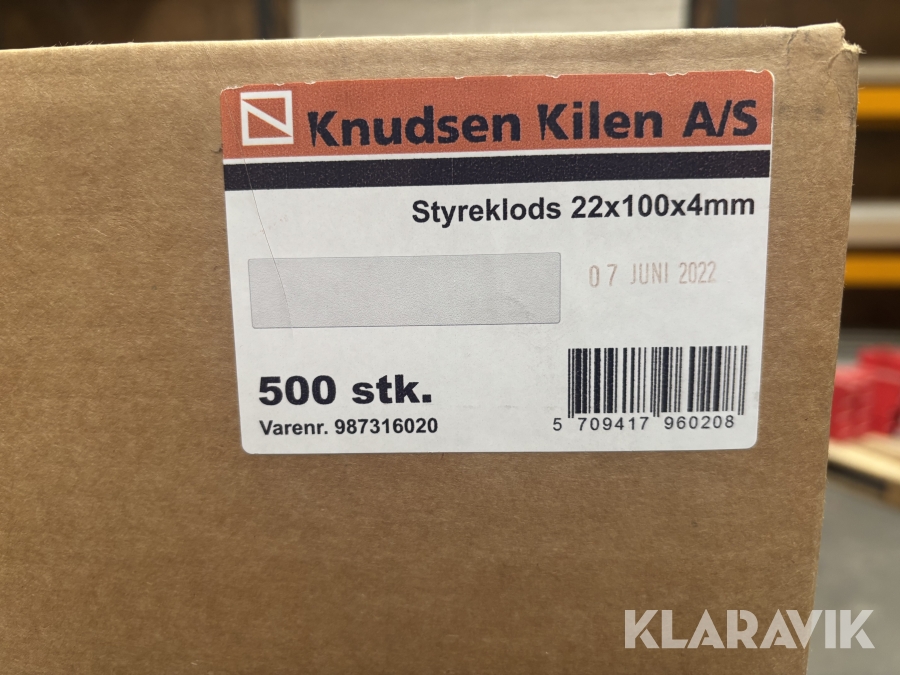 Knudsen Kilen A/S
Styreklods 22x100x4mm
07 JUNI 2022
500 stk.
Varenr. 987316020
5 709417 960208
KLARAVIK